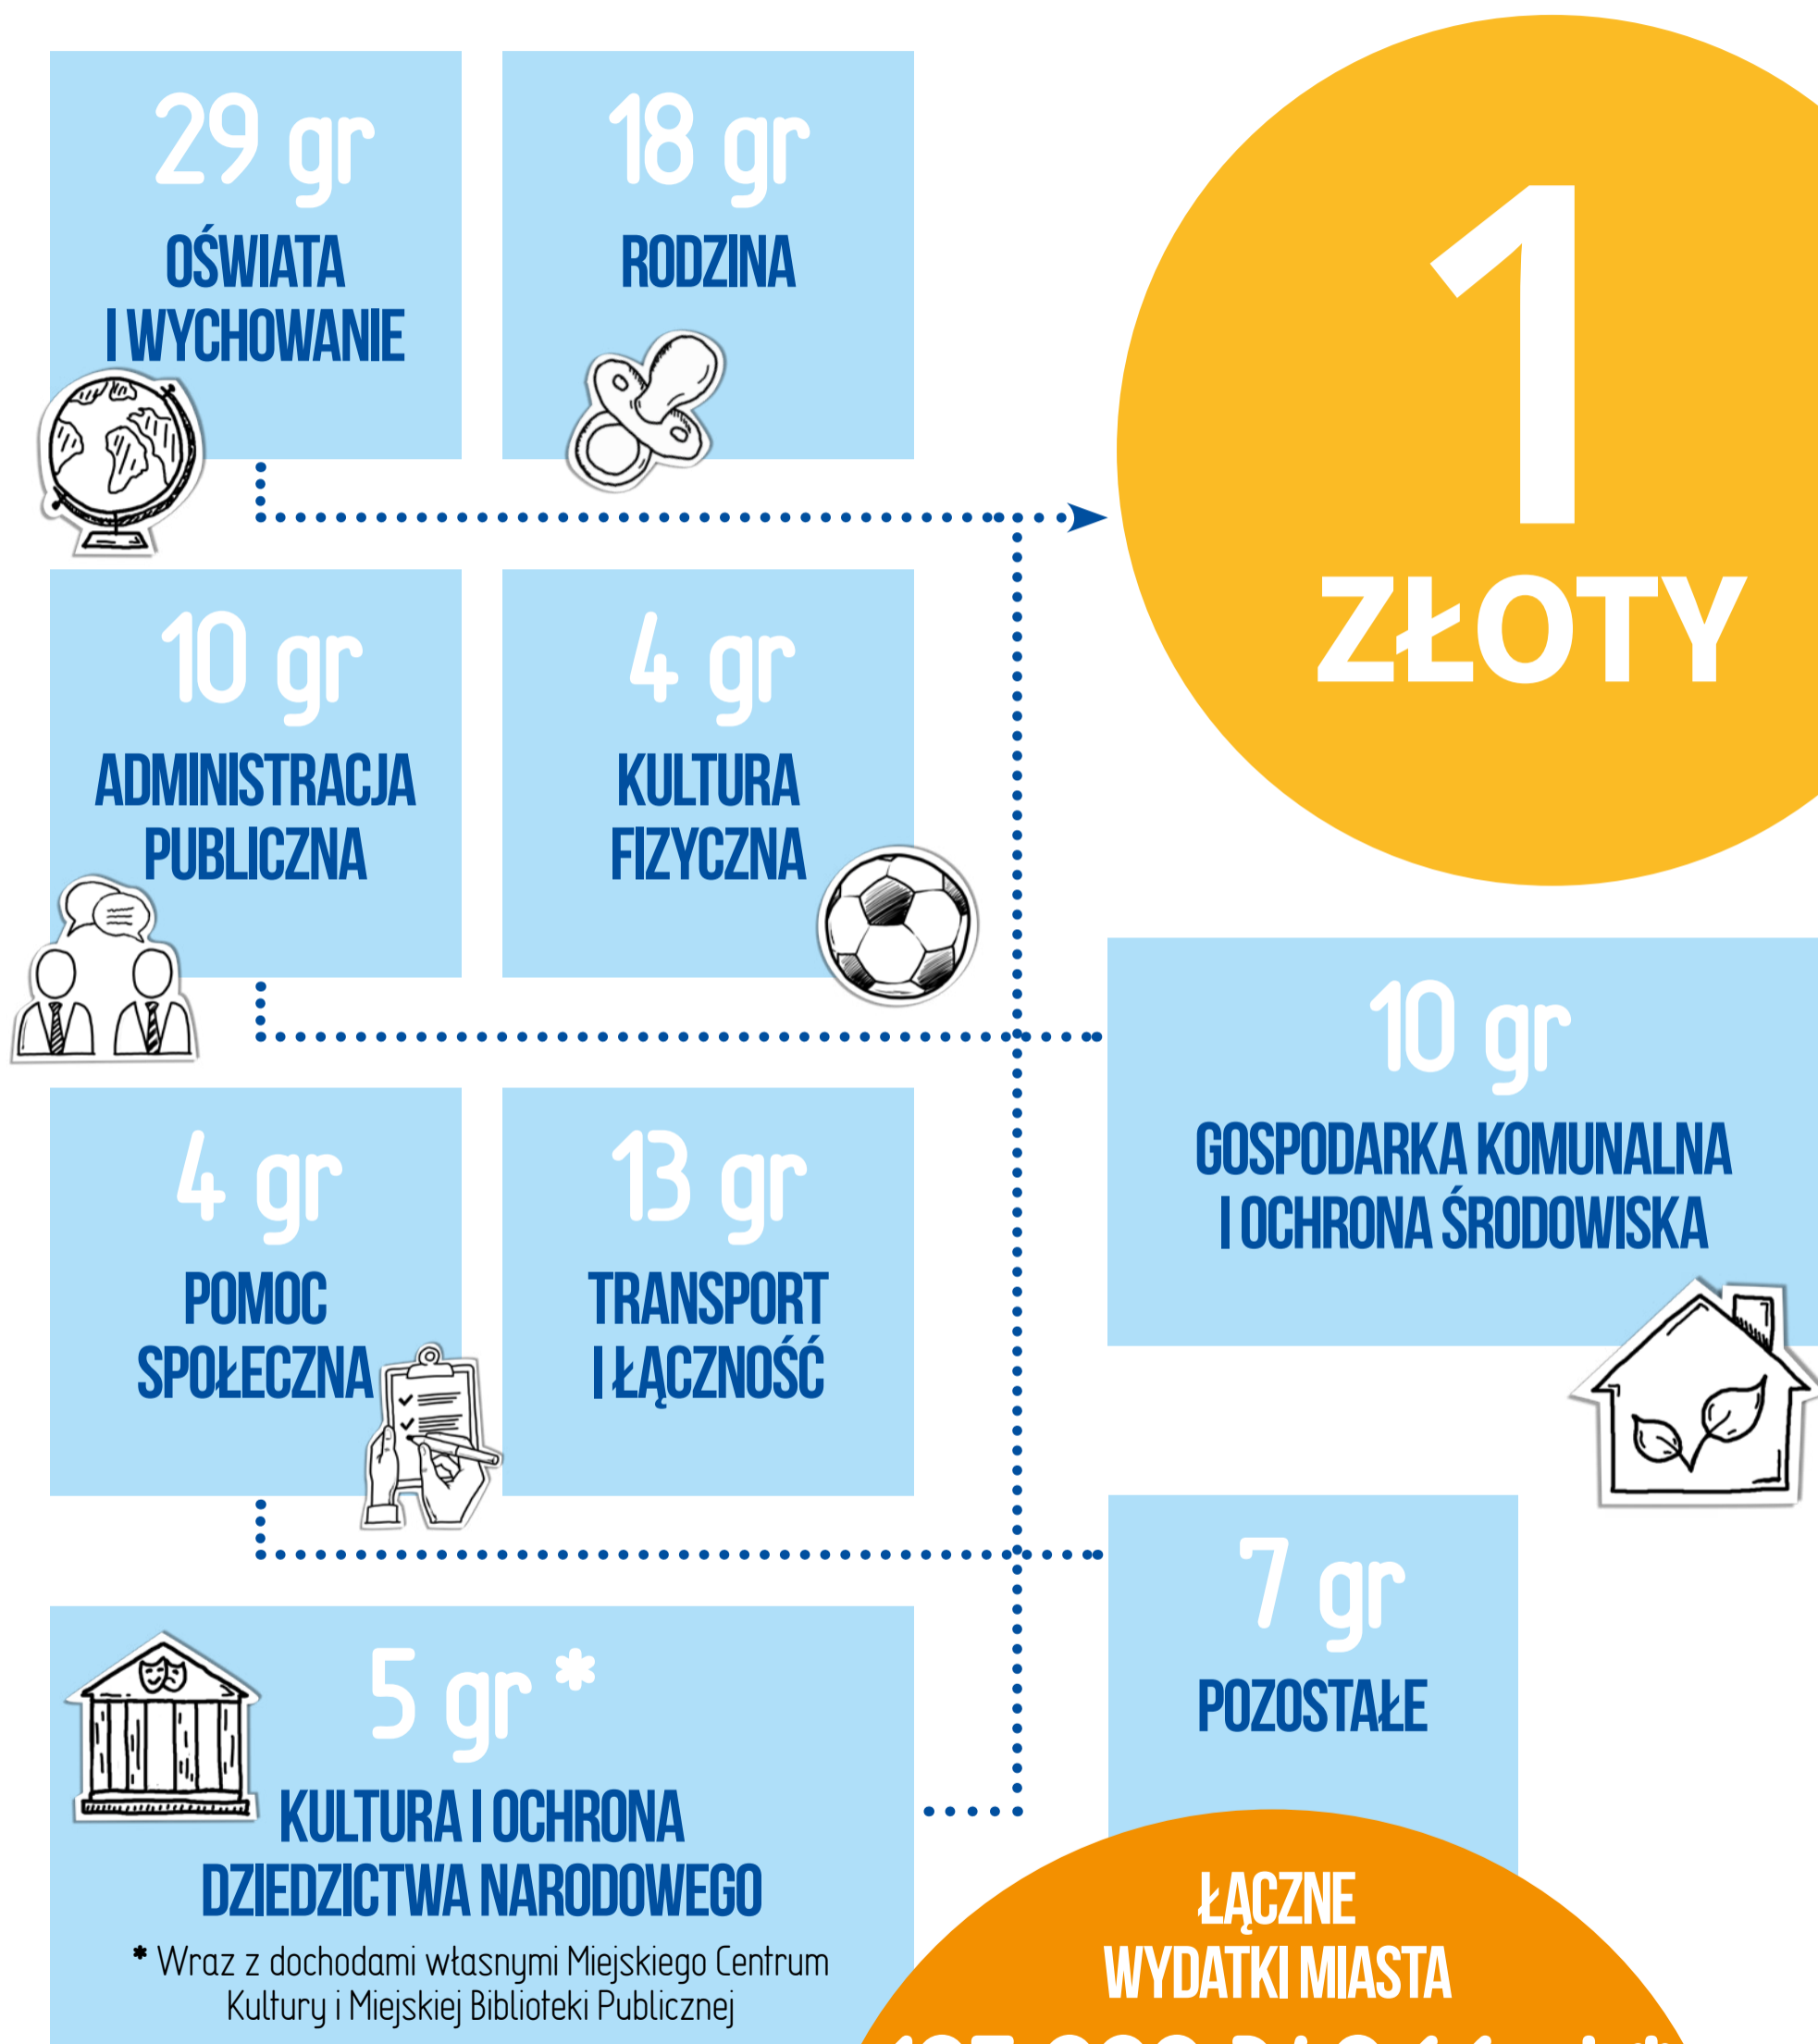 29 gr
OŚWIATA
I WYCHOWANIE
18 gr
RODZINA
1
ZŁOTY
10 gr
ADMINISTRACJA
PUBLICZNA
4 gr
KULTURA
FIZYCZNA
10 gr
GOSPODARKA KOMUNALNA
I OCHRONA ŚRODOWISKA
4 gr
POMOC
SPOŁECZNA
13 gr
TRANSPORT
I ŁĄCZNOŚĆ
7 gr
POZOSTAŁE
5 gr *
KULTURA I OCHRONA
DZIEDZICTWA NARODOWEGO
* Wraz z dochodami własnymi Miejskiego Centrum
Kultury i Miejskiej Biblioteki Publicznej
ŁĄCZNE
WYDATKI MIASTA